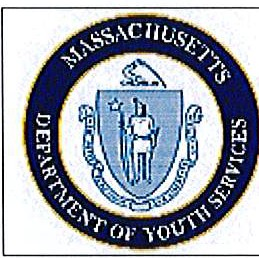 MASSACHUSETTS
DEPARTMENT OF YOUTH SERVICES